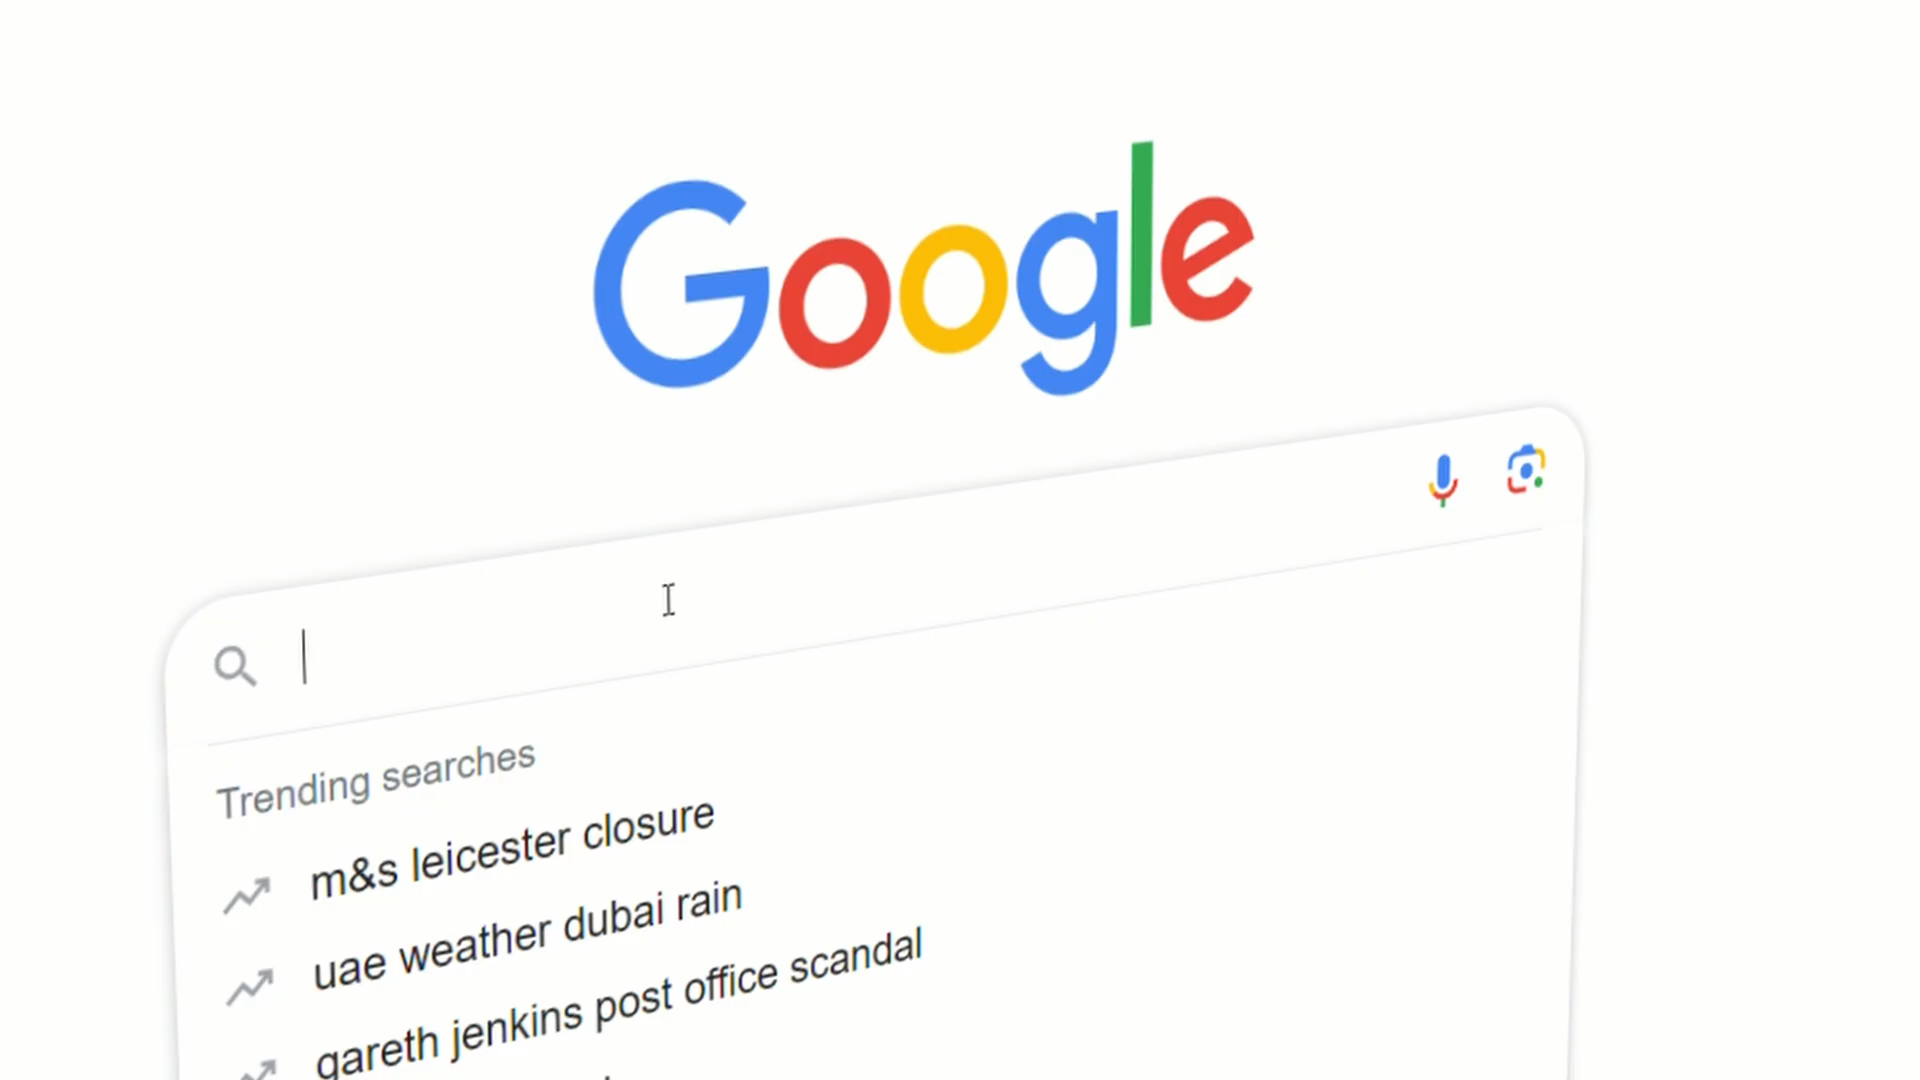 Google
Trending searches
m&s leicester closure
uae weather dubai rain
gareth jenkins post office scandal